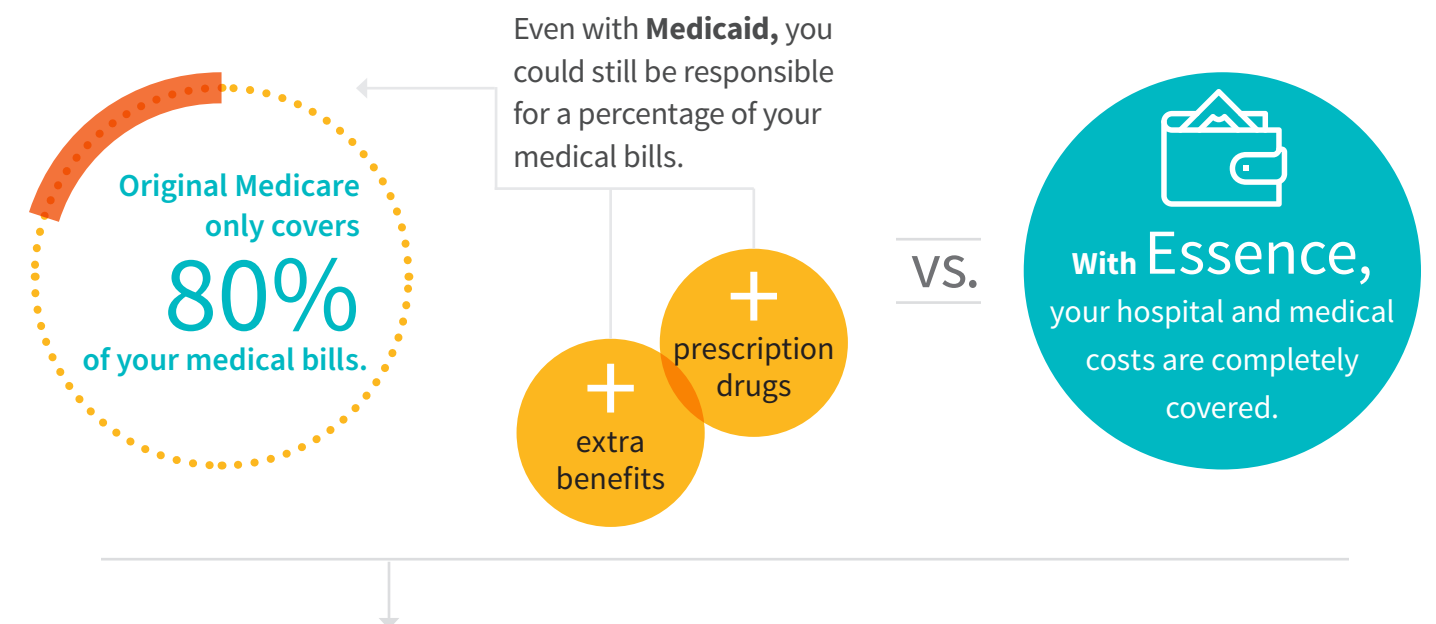 Even with Medicaid, you
could still be responsible
for a percentage of your
medical bills.
Original Medicare
only covers
80%
of your medical bills.
+
prescription
drugs
+
extra
benefits
VS.
With Essence,
your hospital and medical
costs are completely
covered.